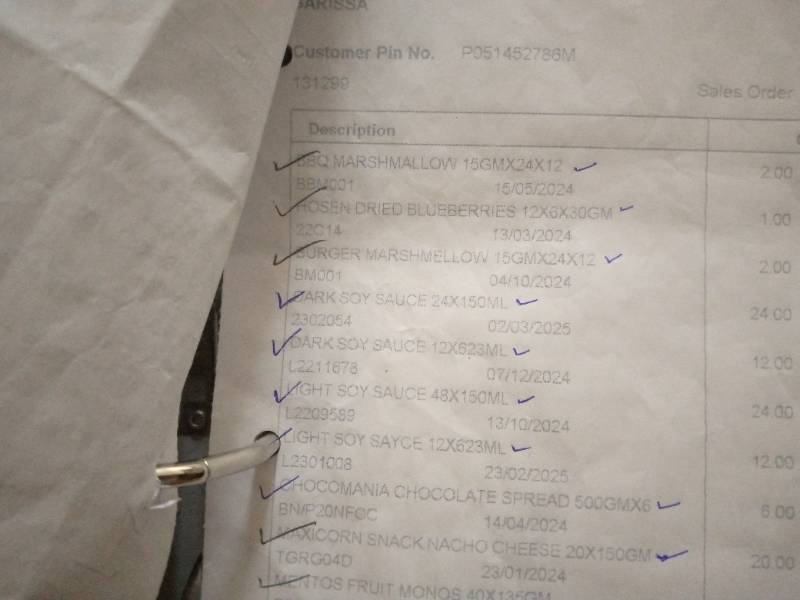 GARISSA
Customer Pin No. P051452786M
131299
Sales Order
Description
BBQ MARSHMALLOW 15GMX24X12 2.00
BBM001 15/05/2024
HOSEN DRIED BLUEBERRIES 12X6X30GM 1.00
22C14 13/03/2024
BURGER MARSHMELLOW 15GMX24X12 2.00
BM001 04/10/2024
DARK SOY SAUCE 24X150ML 24.00
2302054 02/03/2025
DARK SOY SAUCE 12X623ML 12.00
L2211678 07/12/2024
LIGHT SOY SAUCE 48X150ML 24.00
L2209589 13/10/2024
LIGHT SOY SAYCE 12X623ML 12.00
L2301008 23/02/2025
CHOCOMANIA CHOCOLATE SPREAD 500GMX6 6.00
BN/P20NFCC 14/04/2024
MAXICORN SNACK NACHO CHEESE 20X150GM 20.00
TGRG04D 23/01/2024
MENTOS FRUIT MONOS 40X135GM